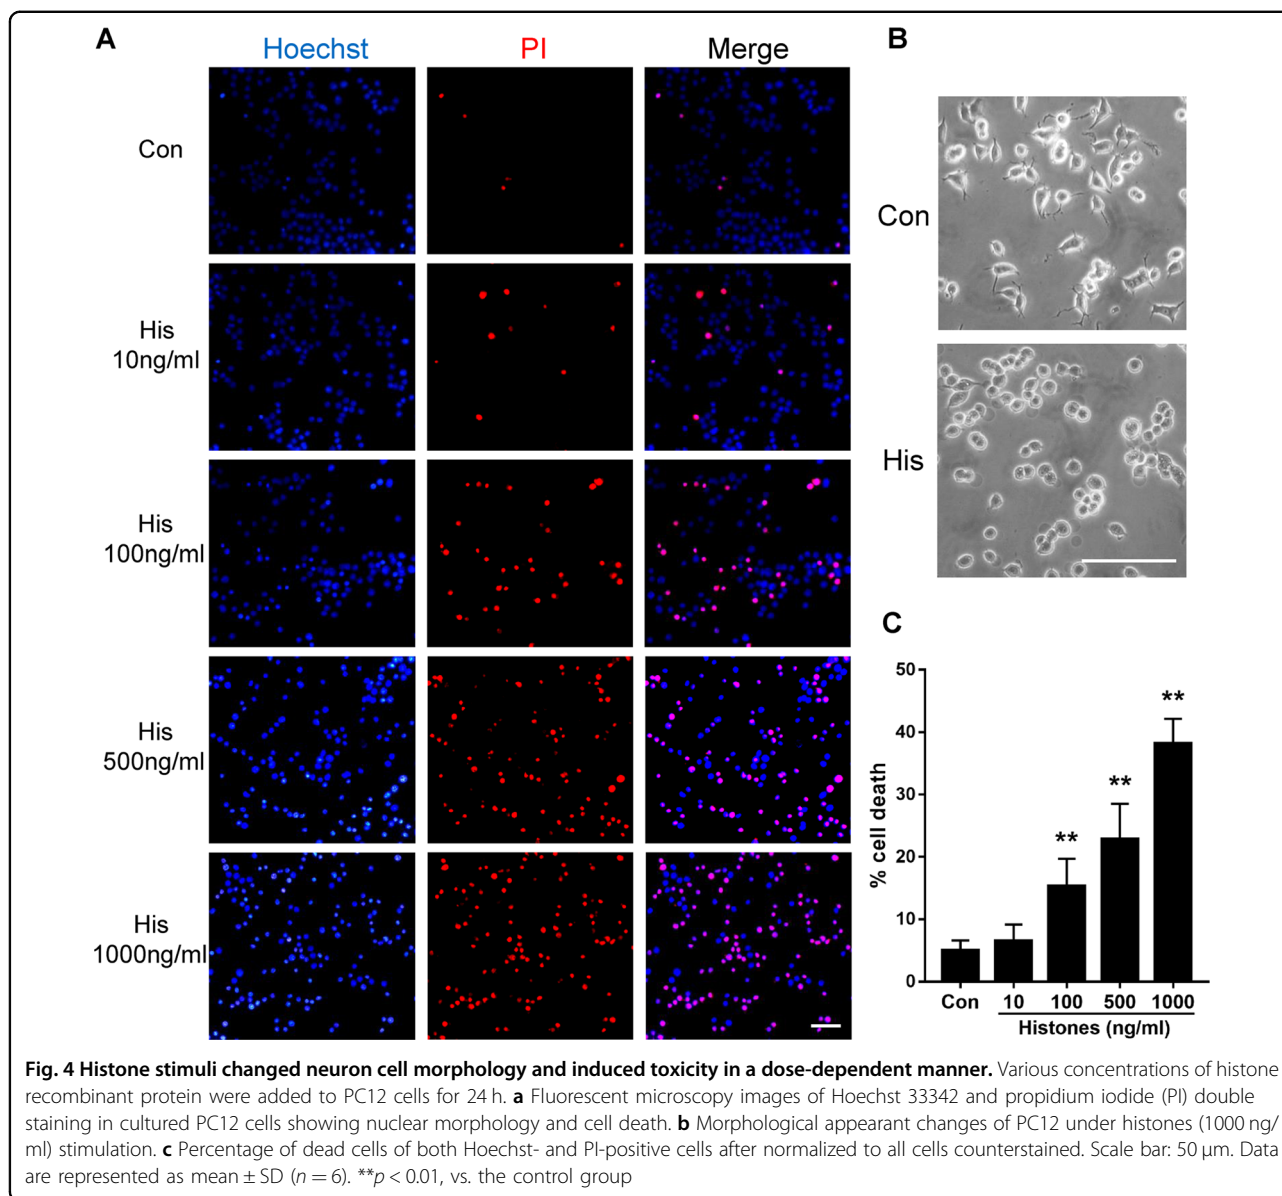 A
Hoechst PI Merge
Con
His
10ng/ml
His
100ng/ml
His
500ng/ml
His
1000ng/ml
B
Con
His
C
% cell death
50
40
30
20
10
0
**
**
**
Con 10 100 500 1000
Histones (ng/ml)
Fig. 4 Histone stimuli changed neuron cell morphology and induced toxicity in a dose-dependent manner. Various concentrations of histone
recombinant protein were added to PC12 cells for 24 h. a Fluorescent microscopy images of Hoechst 33342 and propidium iodide (PI) double
staining in cultured PC12 cells showing nuclear morphology and cell death. b Morphological appearant changes of PC12 under histones (1000 ng/
ml) stimulation. c Percentage of dead cells of both Hoechst- and PI-positive cells after normalized to all cells counterstained. Scale bar: 50 μm. Data
are represented as mean ± SD (n = 6). **p < 0.01, vs. the control group